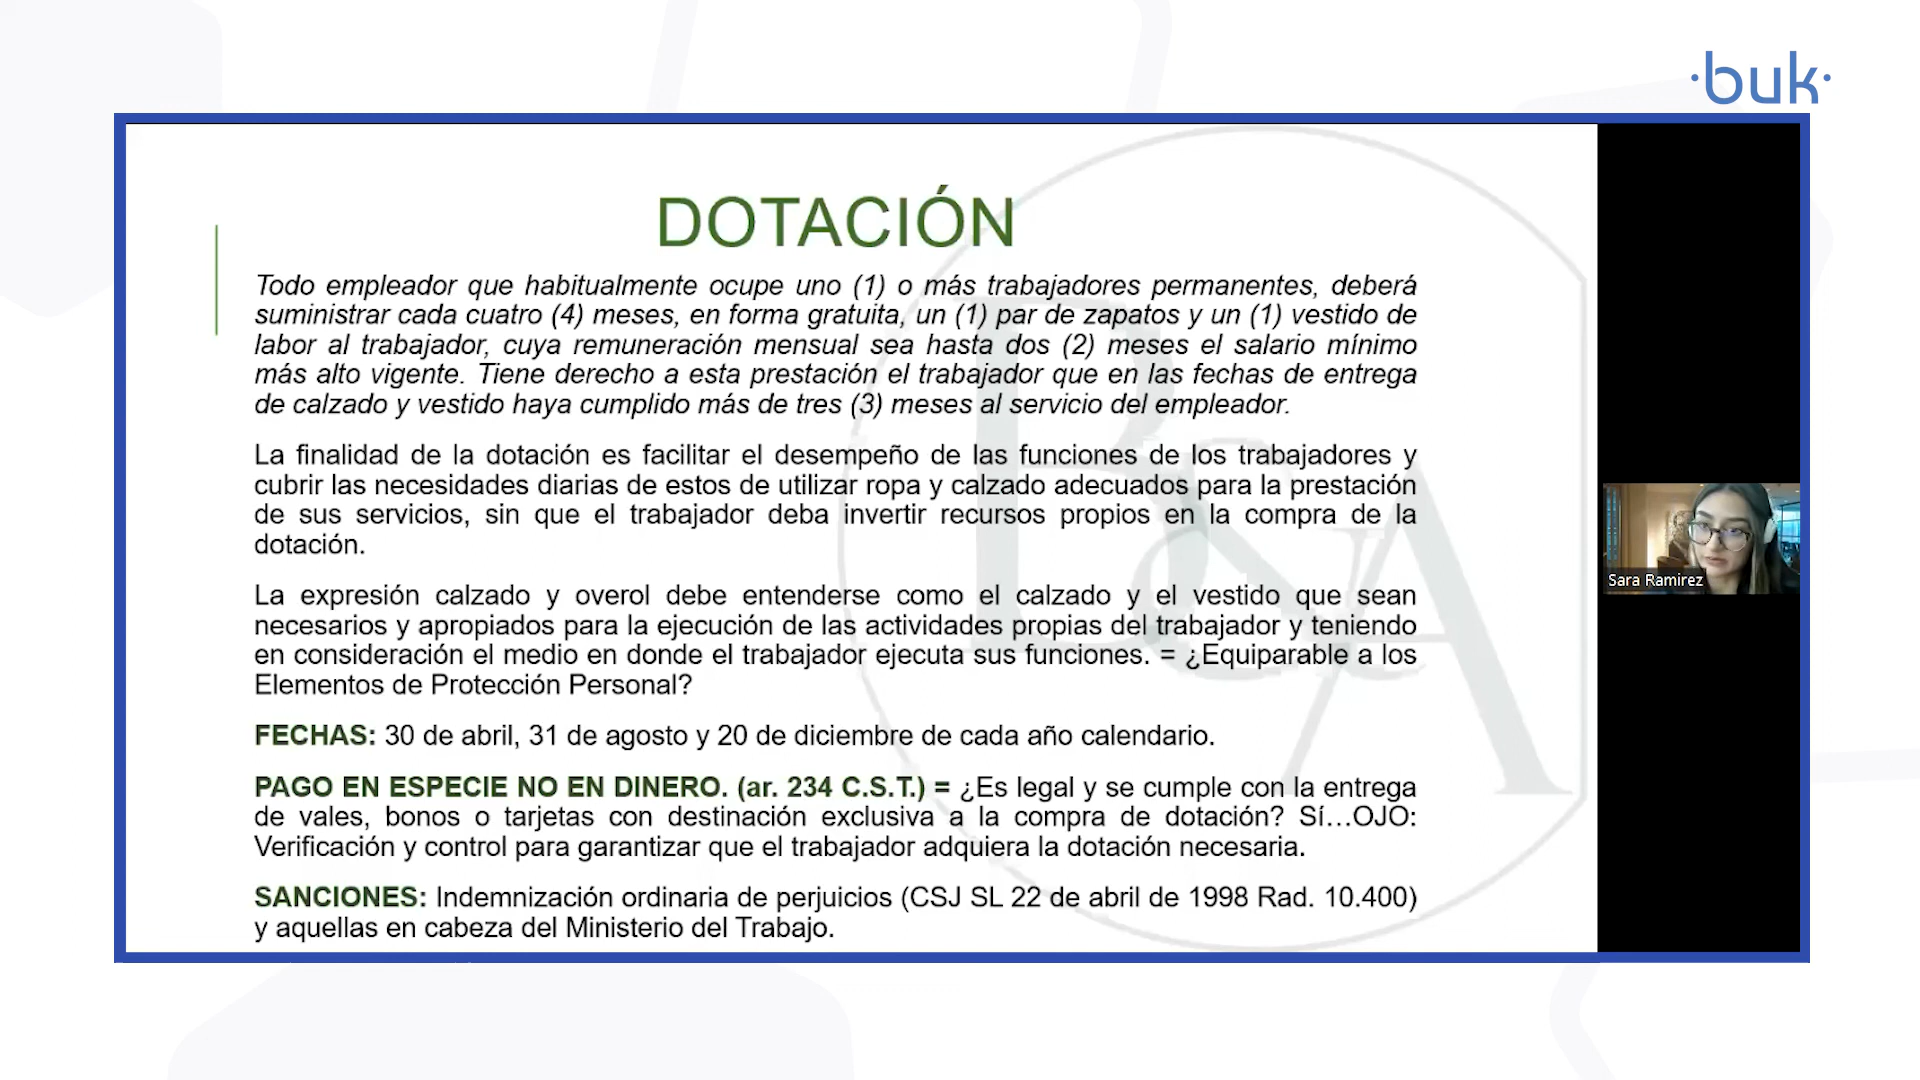 ·buk·
DOTACIÓN
Todo empleador que habitualmente ocupe uno (1) o más trabajadores permanentes, deberá
suministrar cada cuatro (4) meses, en forma gratuita, un (1) par de zapatos y un (1) vestido de
labor al trabajador, cuya remuneración mensual sea hasta dos (2) meses el salario mínimo
más alto vigente. Tiene derecho a esta prestación el trabajador que en las fechas de entrega
de calzado y vestido haya cumplido más de tres (3) meses al servicio del empleador.
La finalidad de la dotación es facilitar el desempeño de las funciones de los trabajadores y
cubrir las necesidades diarias de estos de utilizar ropa y calzado adecuados para la prestación
de sus servicios, sin que el trabajador deba invertir recursos propios en la compra de la
dotación.
La expresión calzado y overol debe entenderse como el calzado y el vestido que sean
necesarios y apropiados para la ejecución de las actividades propias del trabajador y teniendo
en consideración el medio en donde el trabajador ejecuta sus funciones. = ¿Equiparable a los
Elementos de Protección Personal?
FECHAS: 30 de abril, 31 de agosto y 20 de diciembre de cada año calendario.
PAGO EN ESPECIE NO EN DINERO. (ar. 234 C.S.T.) = ¿Es legal y se cumple con la entrega
de vales, bonos o tarjetas con destinación exclusiva a la compra de dotación? Sí…OJO:
Verificación y control para garantizar que el trabajador adquiera la dotación necesaria.
SANCIONES: Indemnización ordinaria de perjuicios (CSJ SL 22 de abril de 1998 Rad. 10.400)
y aquellas en cabeza del Ministerio del Trabajo.
Sara Ramirez